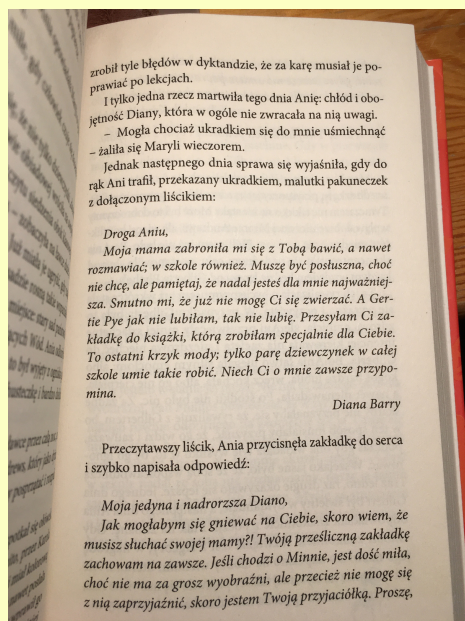 zrobił tyle błędów w dyktandzie, że za karę musiał je po-
prawiać po lekcjach.
I tylko jedna rzecz martwiła tego dnia Anię: chłód i obo-
jętność Diany, która w ogóle nie zwracała na nią uwagi.
– Mogła chociaż ukradkiem się do mnie uśmiechnąć
– żaliła się Maryli wieczorem.
Jednak następnego dnia sprawa się wyjaśniła, gdy do
rąk Ani trafił, przekazany ukradkiem, malutki pakuneczek
z dołączonym liścikiem:
Droga Aniu,
Moja mama zabroniła mi się z Tobą bawić, a nawet
rozmawiać; w szkole również. Muszę być posłuszna, choć
nie chcę, ale pamiętaj, że nadal jesteś dla mnie najważniej-
sza. Smutno mi, że już nie mogę Ci się zwierzać. A Ger-
tie Pye jak nie lubiłam, tak nie lubię. Przesyłam Ci za-
kładkę do książki, którą zrobiłam specjalnie dla Ciebie.
To ostatni krzyk mody; tylko parę dziewczynek w całej
szkole umie takie robić. Niech Ci o mnie zawsze przypo-
mina.
Diana Barry
Przeczytawszy liścik, Ania przycisnęła zakładkę do serca
i szybko napisała odpowiedź:
Moja jedyna i nadrorzsza Diano,
Jak mogłabym się gniewać na Ciebie, skoro wiem, że
musisz słuchać swojej mamy?! Twóją prześliczną zakładkę
zachowam na zawsze. Jeśli chodzi o Minnie, jest dość miła,
choć nie ma za grosz wyobraźni, ale przecież nie mogę się
z nią zaprzyjaźnić, skoro jestem Twoją przyjaciółką. Proszę,